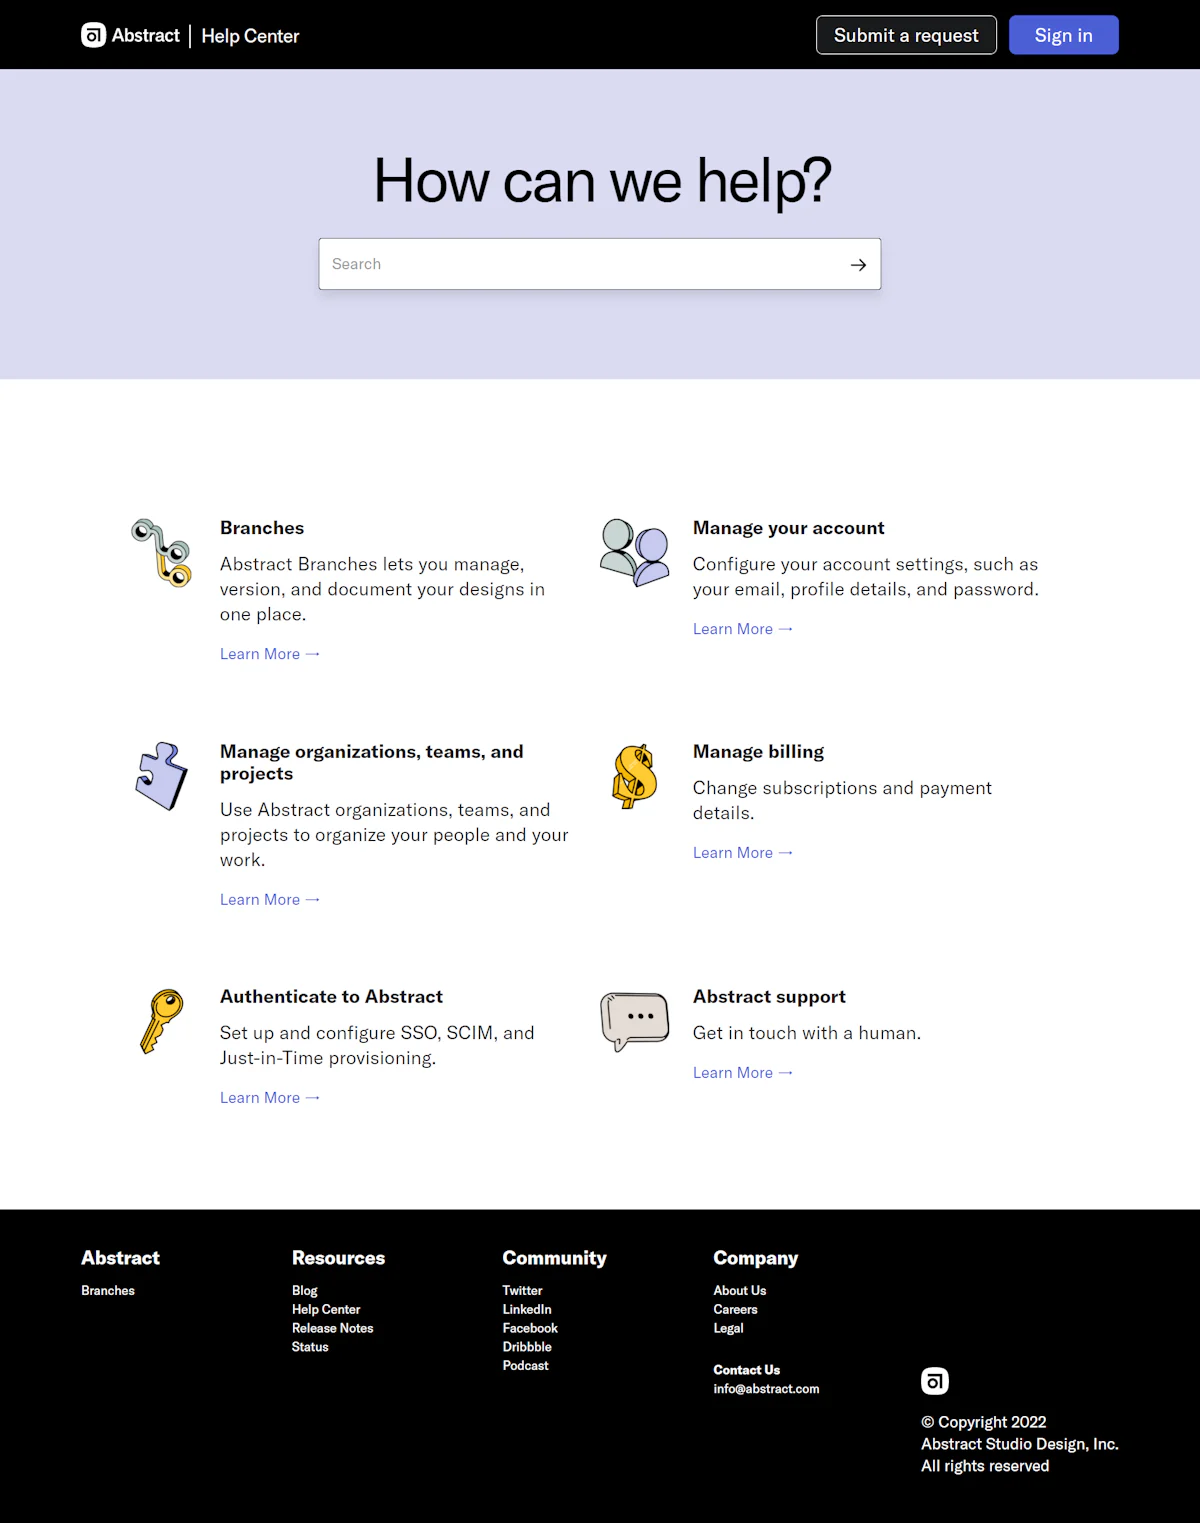 Abstract
Help Center
Submit a request
Sign in
How can we help?
Search
Branches
Abstract Branches lets you manage,
version, and document your designs in
one place.
Learn More →
Manage your account
Configure your account settings, such as
your email, profile details, and password.
Learn More →
Manage organizations, teams, and
projects
Use Abstract organizations, teams, and
projects to organize your people and your
work.
Learn More →
Manage billing
Change subscriptions and payment
details.
Learn More →
Authenticate to Abstract
Set up and configure SSO, SCIM, and
Just-in-Time provisioning.
Learn More →
Abstract support
Get in touch with a human.
Learn More →
Abstract
Branches
Resources
Blog
Help Center
Release Notes
Status
Community
Twitter
LinkedIn
Facebook
Dribbble
Podcast
Company
About Us
Careers
Legal
Contact Us
info@abstract.com
© Copyright 2022
Abstract Studio Design, Inc.
All rights reserved